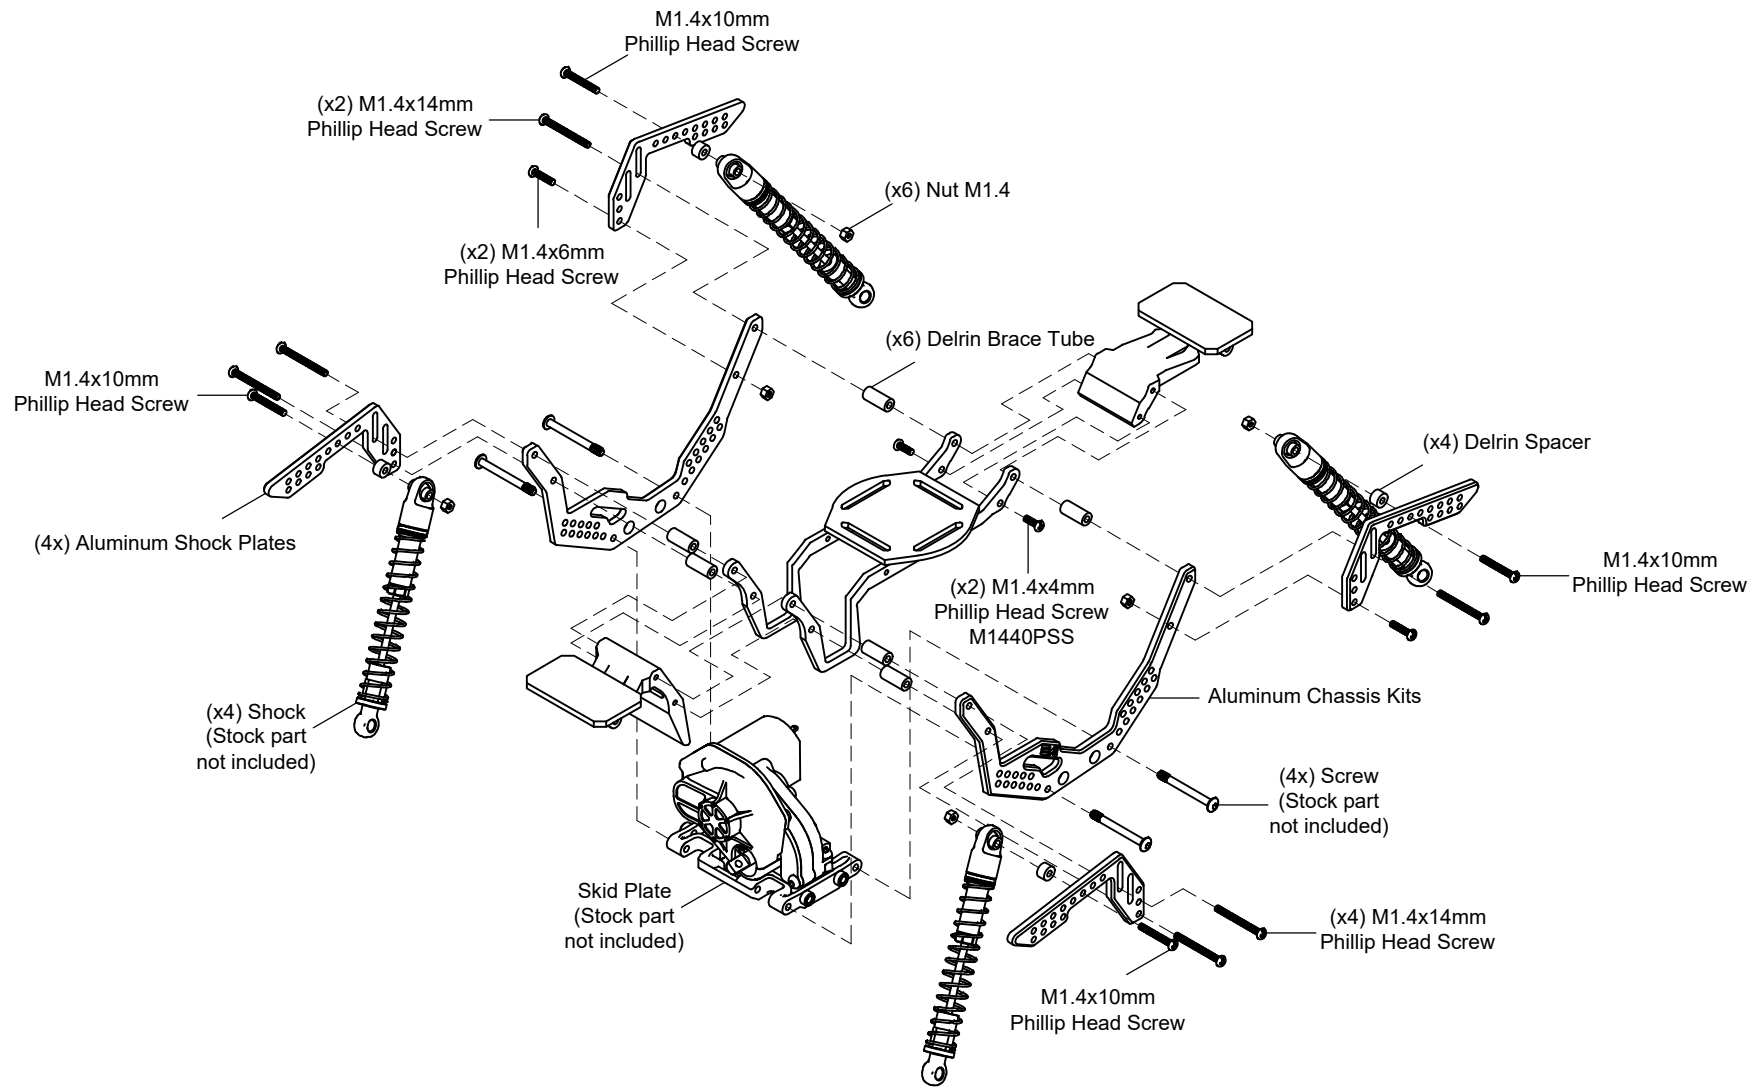 M1.4x10mm
Phillip Head Screw
(x2) M1.4x14mm
Phillip Head Screw
(x6) Nut M1.4
(x2) M1.4x6mm
Phillip Head Screw
(x6) Delrin Brace Tube
M1.4x10mm
Phillip Head Screw
(x4) Delrin Spacer
(4x) Aluminum Shock Plates
M1.4x10mm
Phillip Head Screw
(x2) M1.4x4mm
Phillip Head Screw
M1440PSS
Aluminum Chassis Kits
(x4) Shock
(Stock part
not included)
(4x) Screw
(Stock part
not included)
Skid Plate
(Stock part
not included)
(x4) M1.4x14mm
Phillip Head Screw
M1.4x10mm
Phillip Head Screw